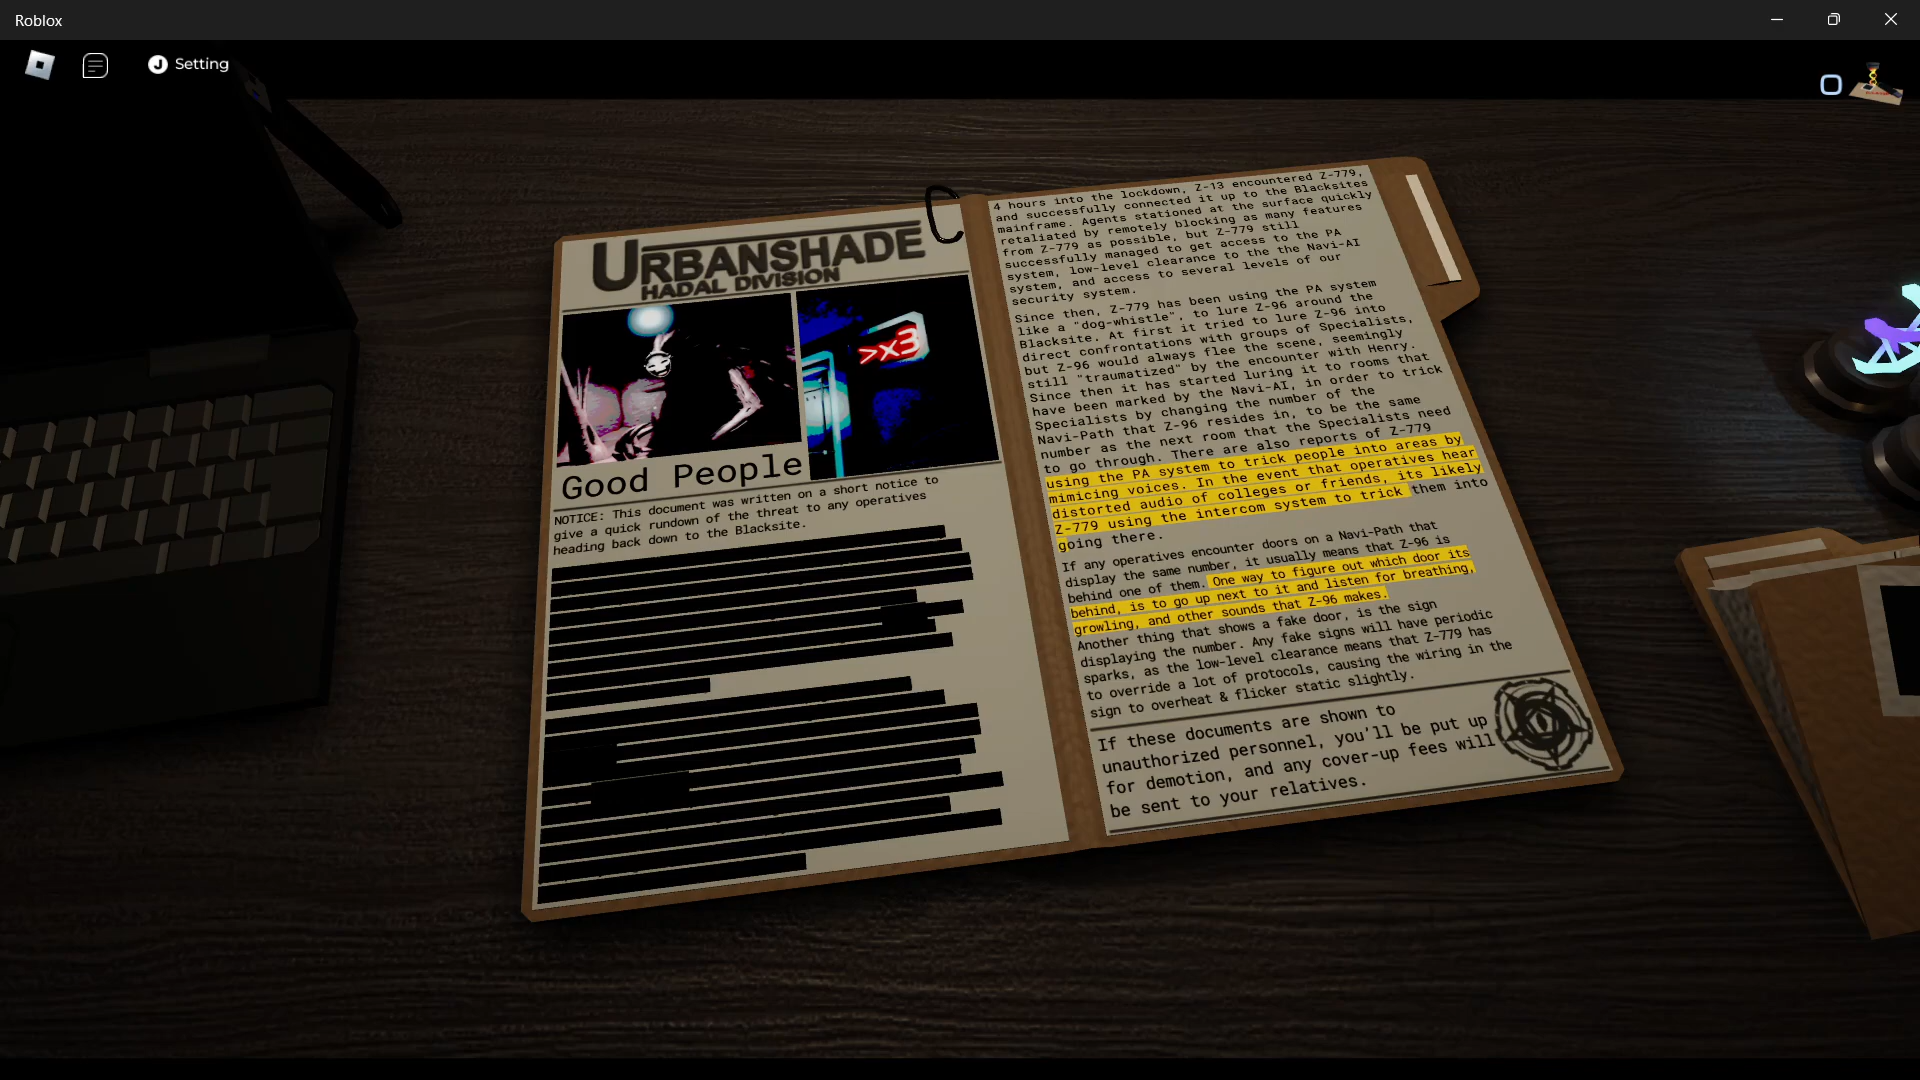 Roblox
J Setting
URBANSHADE
HADAL DIVISION
>x3
Good People
NOTICE: This document was written on a short notice to
give a quick rundown of the threat to any operatives
heading back down to the Blacksite.
4 hours into the lockdown, Z-13 encountered Z-779,
and successfully connected it up to the Blacksites
mainframe. Agents stationed at the surface quickly
retaliated by remotely blocking as many features
from Z-779 as possible, but Z-779 still
successfully managed to get access to the PA
system, low-level clearance to the the Navi-AI
system, and access to several levels of our
security system.
Since then, Z-779 has been using the PA system
like a "dog-whistle", to lure Z-96 around the
Blacksite. At first it tried to lure Z-96 into
direct confrontations with groups of Specialists,
but Z-96 would always flee the scene, seemingly
still "traumatized" by the encounter with Henry.
Since then it has started luring it to rooms that
have been marked by the Navi-AI, in order to trick
Specialists by changing the number of the
Navi-Path that Z-96 resides in, to be the same
number as the next room that the Specialists need
to go through. There are also reports of Z-779
using the PA system to trick people into areas by
mimicing voices. In the event that operatives hear
distorted audio of colleges or friends, its likely
Z-779 using the intercom system to trick them into
going there.
If any operatives encounter doors on a Navi-Path that
display the same number, it usually means that Z-96 is
behind one of them. One way to figure out which door its
behind, is to go up next to it and listen for breathing,
growling, and other sounds that Z-96 makes.
Another thing that shows a fake door, is the sign
displaying the number. Any fake signs will have periodic
sparks, as the low-level clearance means that Z-779 has
to override a lot of protocols, causing the wiring in the
sign to overheat & flicker static slightly.
If these documents are shown to
unauthorized personnel, you'll be put up
for demotion, and any cover-up fees will
be sent to your relatives.